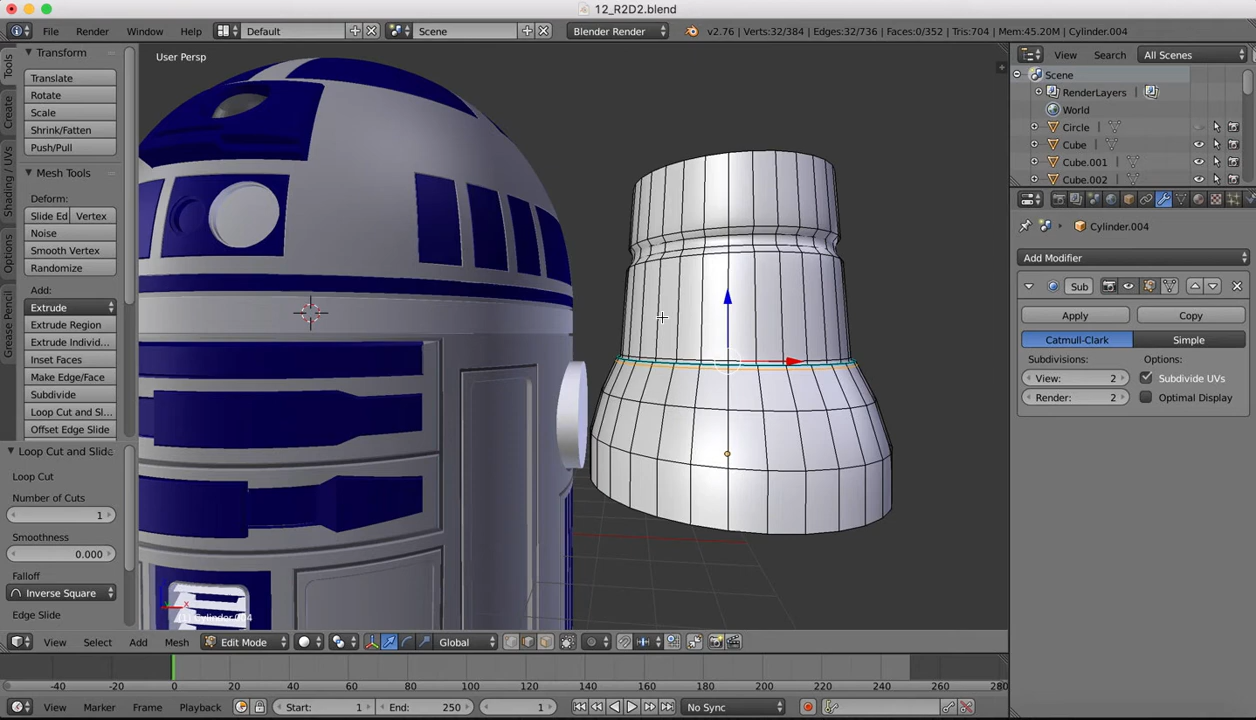 12_R2D2.blend
File Render Window Help Default Scene Blender Render v2.76 | Verts:32/384 | Edges:32/736 | Faces:0/352 | Tris:704 | Mem:45.20M | Cylinder.004
Tools
Create
Shading / UVs
Options
Grease Pencil
Transform
Translate
Rotate
Scale
Shrink/Fatten
Push/Pull
Mesh Tools
Deform:
Slide Ed Vertex
Noise
Smooth Vertex
Randomize
Add:
Extrude
Extrude Region
Extrude Individ...
Inset Faces
Make Edge/Face
Subdivide
Loop Cut and Sl...
Offset Edge Slide
Loop Cut and Slide
Loop Cut
Number of Cuts
1
Smoothness
0.000
Falloff
Inverse Square
Edge Slide
User Persp
x
(1) Cylinder.004
View Select Add Mesh Edit Mode Global
View Search All Scenes
Scene
RenderLayers
World
Circle
Cube
Cube.001
Cube.002
Cylinder.004
Add Modifier
Sub
Apply Copy
Catmull-Clark Simple
Subdivisions: Options:
View: 2 Subdivide UVs
Render: 2 Optimal Display
-40 -20 0 20 40 60 80 100 120 140 160 180 200 220 240 260 280
View Marker Frame Playback Start: 1 End: 250 1 No Sync